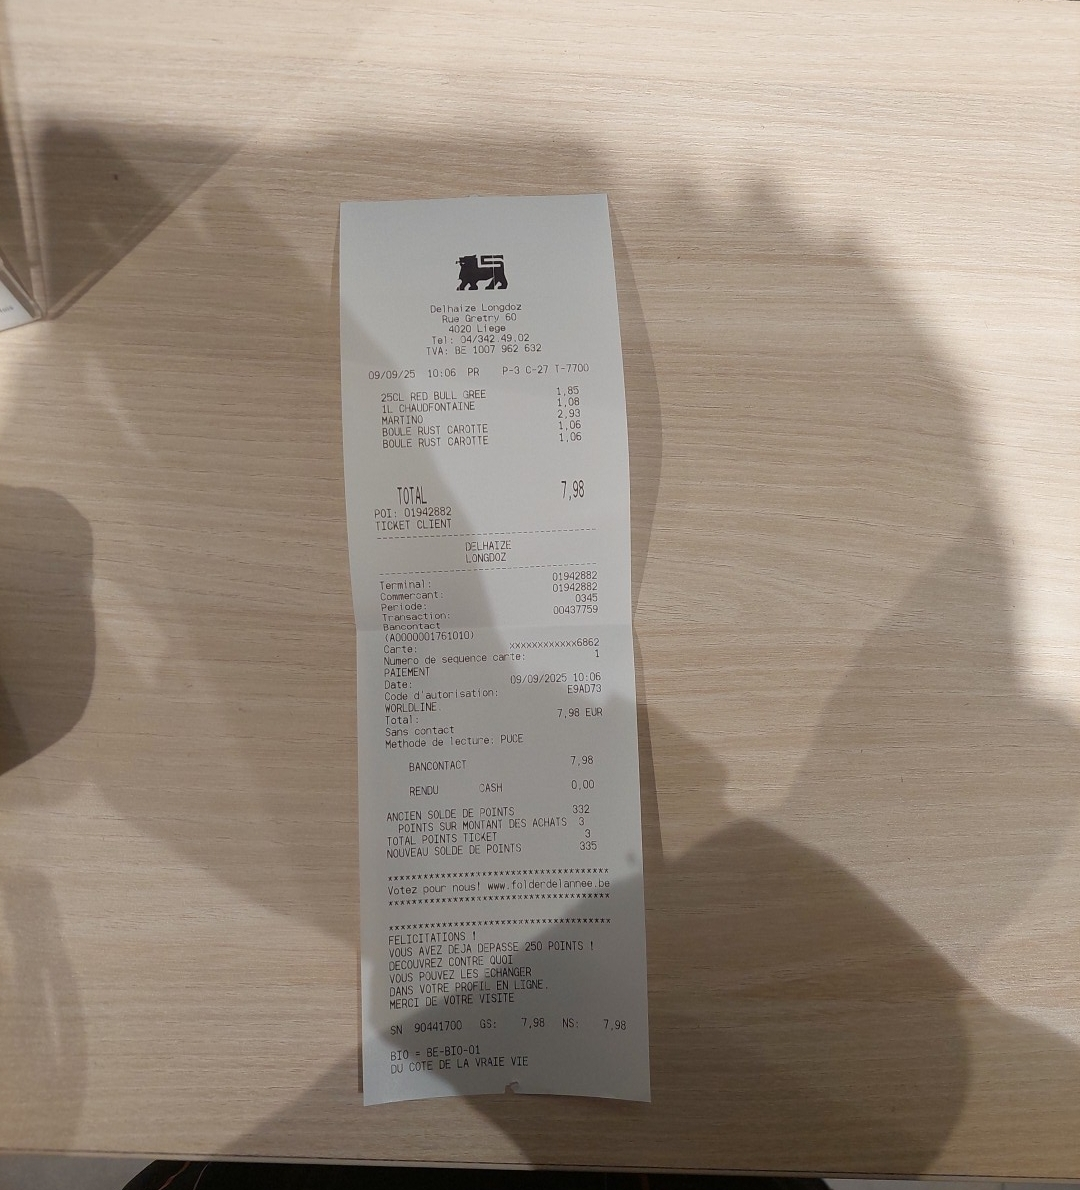 Delhaize Longdoz
Rue Gretry 60
4020 Liege
Tel: 04/342.49.02
TVA: BE 1007 962 632
09/09/25 10:06 PR P-3 C-27 T-7700
25CL RED BULL GREE 1,85
1L CHAUDFONTAINE 1,08
MARTINO 2,93
BOULE RUST CAROTTE 1,06
BOULE RUST CAROTTE 1,06
TOTAL 7,98
POI: 01942882
TICKET CLIENT
DELHAIZE
LONGDOZ
Terminal: 01942882
Commercant: 01942882
Periode: 0345
Transaction: 00437759
Bancontact
(A0000001761010)
Carte: xxxxxxxxxxxx6862
Numero de sequence carte: 1
PAIEMENT
Date: 09/09/2025 10:06
Code d'autorisation: E9AD73
WORLDLINE
Total: 7,98 EUR
Sans contact
Methode de lecture: PUCE
BANCONTACT 7,98
RENDU CASH 0,00
ANCIEN SOLDE DE POINTS 332
POINTS SUR MONTANT DES ACHATS 3
TOTAL POINTS TICKET 3
NOUVEAU SOLDE DE POINTS 335
*************************************
Votez pour nous! www.folderdelannee.be
*************************************
*************************************
FELICITATIONS !
VOUS AVEZ DEJA DEPASSE 250 POINTS !
DECOUVREZ CONTRE QUOI
VOUS POUVEZ LES ECHANGER
DANS VOTRE PROFIL EN LIGNE.
MERCI DE VOTRE VISITE
SN 90441700 GS: 7,98 NS: 7,98
BIO = BE-BIO-01
DU COTE DE LA VRAIE VIE